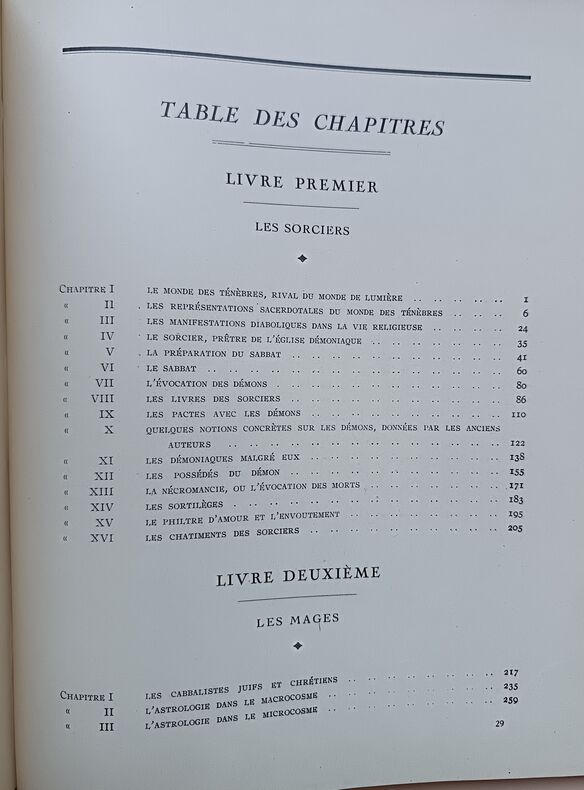 TABLE DES CHAPITRES
LIVRE PREMIER
LES SORCIERS
CHAPITRE I LE MONDE DES TÉNÈBRES, RIVAL DU MONDE DE LUMIÈRE .. .. .. .. 1
« II . LES REPRÉSENTATIONS SACERDOTALES DU MONDE DES TÉNÈBRES .. .. .. 6
« III LES MANIFESTATIONS DIABOLIQUES DANS LA VIE RELIGIEUSE .. .. .. .. 24
« IV LE SORCIER, PRÊTRE DE L'ÉGLISE DÉMONIAQUE .. .. .. .. .. .. 35
« V LA PRÉPARATION DU SABBAT .. .. .. .. .. .. .. .. .. .. 41
« VI LE SABBAT .. .. .. .. .. .. .. .. .. .. .. .. .. 60
« VII L'ÉVOCATION DES DÉMONS .. .. .. .. .. .. .. .. .. .. 80
« VIII LES LIVRES DES SORCIERS .. .. .. .. .. .. .. .. .. .. 86
« IX LES PACTES AVEC LES DÉMONS .. .. .. .. .. .. .. .. .. 110
« X QUELQUES NOTIONS CONCRÈTES SUR LES DÉMONS, DONNÉES PAR LES ANCIENS
AUTEURS .. .. .. .. .. .. .. .. .. .. .. .. 122
« XI LES DÉMONIAQUES MALGRÉ EUX .. .. .. .. .. .. .. .. .. 138
« XII LES POSSÉDÉS DU DÉMON .. .. .. .. .. .. .. .. .. .. 155
« XIII LA NÉCROMANCIE, OU L'ÉVOCATION DES MORTS .. .. .. .. .. .. 171
« XIV LES SORTILÈGES . .. .. .. .. .. .. .. .. .. .. .. 183
« XV LE PHILTRE D'AMOUR ET L'ENVOUTEMENT .. .. .. .. .. .. .. 195
« XVI LES CHATIMENTS DES SORCIERS .. .. .. .. .. .. .. .. .. 205
LIVRE DEUXIÈME
LES MAGES
CHAPITRE I LES CABBALISTES JUIFS ET CHRÉTIENS .. .. .. .. .. .. .. 217
« II L'ASTROLOGIE DANS LE MACROCOSME .. .. .. .. .. .. .. 235
« III L'ASTROLOGIE DANS LE MICROCOSME .. .. .. .. .. .. .. 259
29